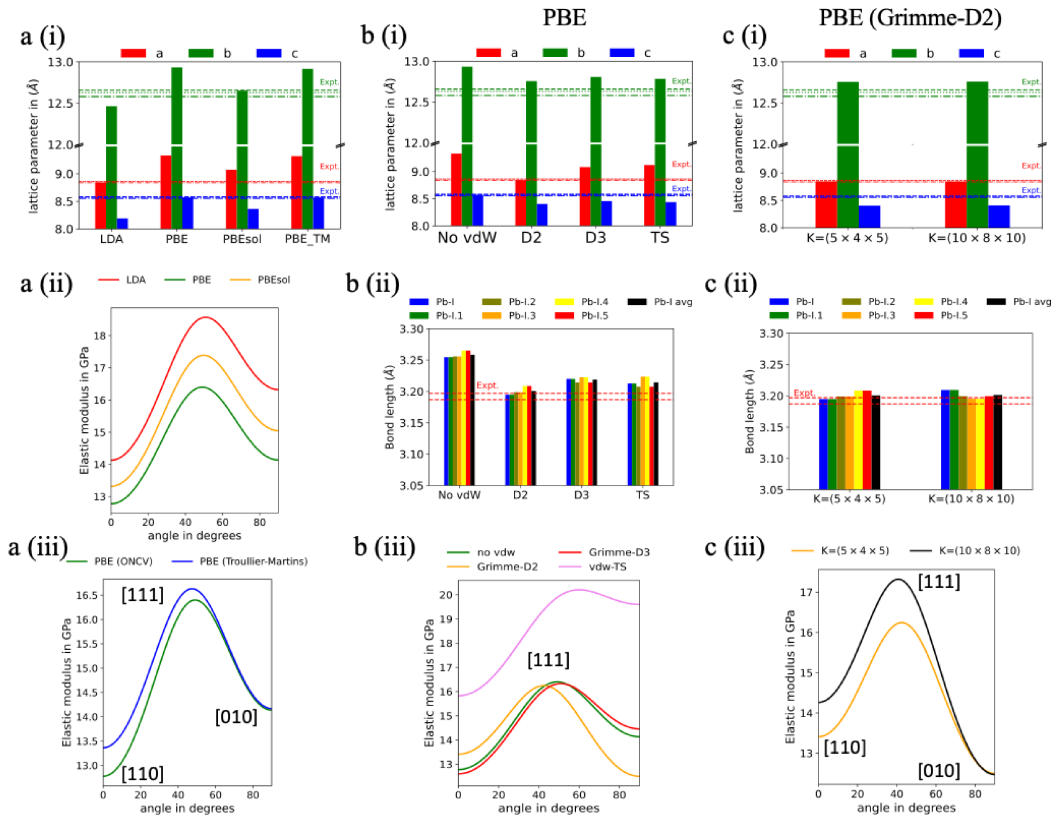 PBE
PBE (Grimme-D2)
a (i)
a b c
lattice parameter in (Å)
13.0
12.5
12.0
9.0
8.5
8.0
Expt.
Expt.
Expt.
LDA PBE PBEsol PBE_TM
b (i)
a b c
lattice parameter in (Å)
13.0
12.5
12.0
9.0
8.5
8.0
Expt.
Expt.
Expt.
No vdW D2 D3 TS
c (i)
a b c
lattice parameter in (Å)
13.0
12.5
12.0
9.0
8.5
8.0
Expt.
Expt.
Expt.
K=(5 × 4 × 5) K=(10 × 8 × 10)
a (ii)
LDA PBE PBEsol
Elastic modulus in GPa
18
17
16
15
14
13
0 20 40 60 80
angle in degrees
b (ii)
Pb-I Pb-I.2 Pb-I.4 Pb-I avg
Pb-I.1 Pb-I.3 Pb-I.5
Bond length (Å)
3.30
3.25
3.20
3.15
3.10
3.05
Expt.
No vdW D2 D3 TS
c (ii)
Pb-I Pb-I.2 Pb-I.4 Pb-I avg
Pb-I.1 Pb-I.3 Pb-I.5
Bond length (Å)
3.30
3.25
3.20
3.15
3.10
3.05
Expt.
K=(5 × 4 × 5) K=(10 × 8 × 10)
a (iii)
PBE (ONCV) PBE (Troullier-Martins)
Elastic modulus in GPa
16.5
16.0
15.5
15.0
14.5
14.0
13.5
13.0
[111]
[010]
[110]
0 20 40 60 80
angle in degrees
b (iii)
no vdw Grimme-D3
Grimme-D2 vdw-TS
Elastic modulus in GPa
20
19
18
17
16
15
14
13
[111]
0 20 40 60 80
angle in degrees
c (iii)
K=(5 × 4 × 5) K=(10 × 8 × 10)
Elastic modulus in GPa
17
16
15
14
13
[111]
[110]
[010]
0 20 40 60 80
angle in degrees